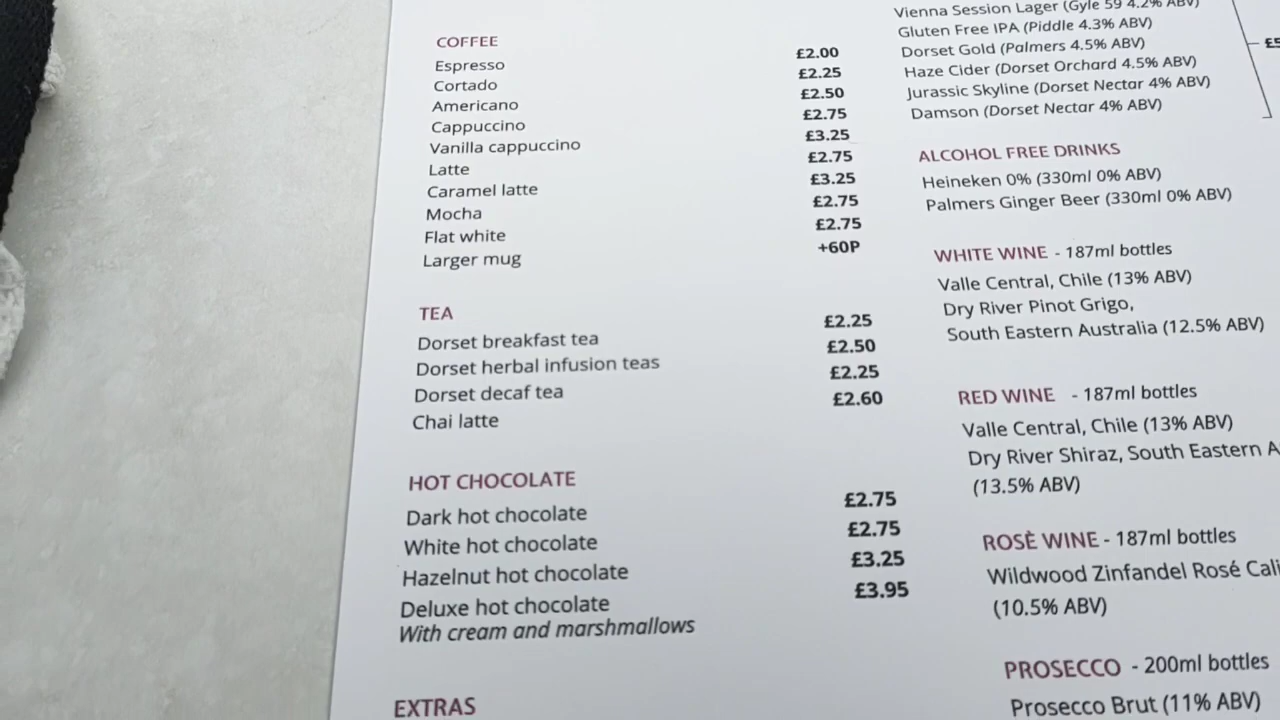 COFFEE
Espresso £2.00
Cortado £2.25
Americano £2.50
Cappuccino £2.75
Vanilla cappuccino £3.25
Latte £2.75
Caramel latte £3.25
Mocha £2.75
Flat white £2.75
Larger mug +60P
TEA
Dorset breakfast tea £2.25
Dorset herbal infusion teas £2.50
Dorset decaf tea £2.25
Chai latte £2.60
HOT CHOCOLATE
Dark hot chocolate £2.75
White hot chocolate £2.75
Hazelnut hot chocolate £3.25
Deluxe hot chocolate £3.95
With cream and marshmallows
EXTRAS
Vienna Session Lager (Gyle 59 4.2% ABV)
Gluten Free IPA (Piddle 4.3% ABV)
Dorset Gold (Palmers 4.5% ABV)
Haze Cider (Dorset Orchard 4.5% ABV)
Jurassic Skyline (Dorset Nectar 4% ABV)
Damson (Dorset Nectar 4% ABV)
ALCOHOL FREE DRINKS
Heineken 0% (330ml 0% ABV)
Palmers Ginger Beer (330ml 0% ABV)
WHITE WINE - 187ml bottles
Valle Central, Chile (13% ABV)
Dry River Pinot Grigo,
South Eastern Australia (12.5% ABV)
RED WINE - 187ml bottles
Valle Central, Chile (13% ABV)
Dry River Shiraz, South Eastern
(13.5% ABV)
ROSÈ WINE - 187ml bottles
Wildwood Zinfandel Rosé
(10.5% ABV)
PROSECCO - 200ml bottles
Prosecco Brut (11% ABV)